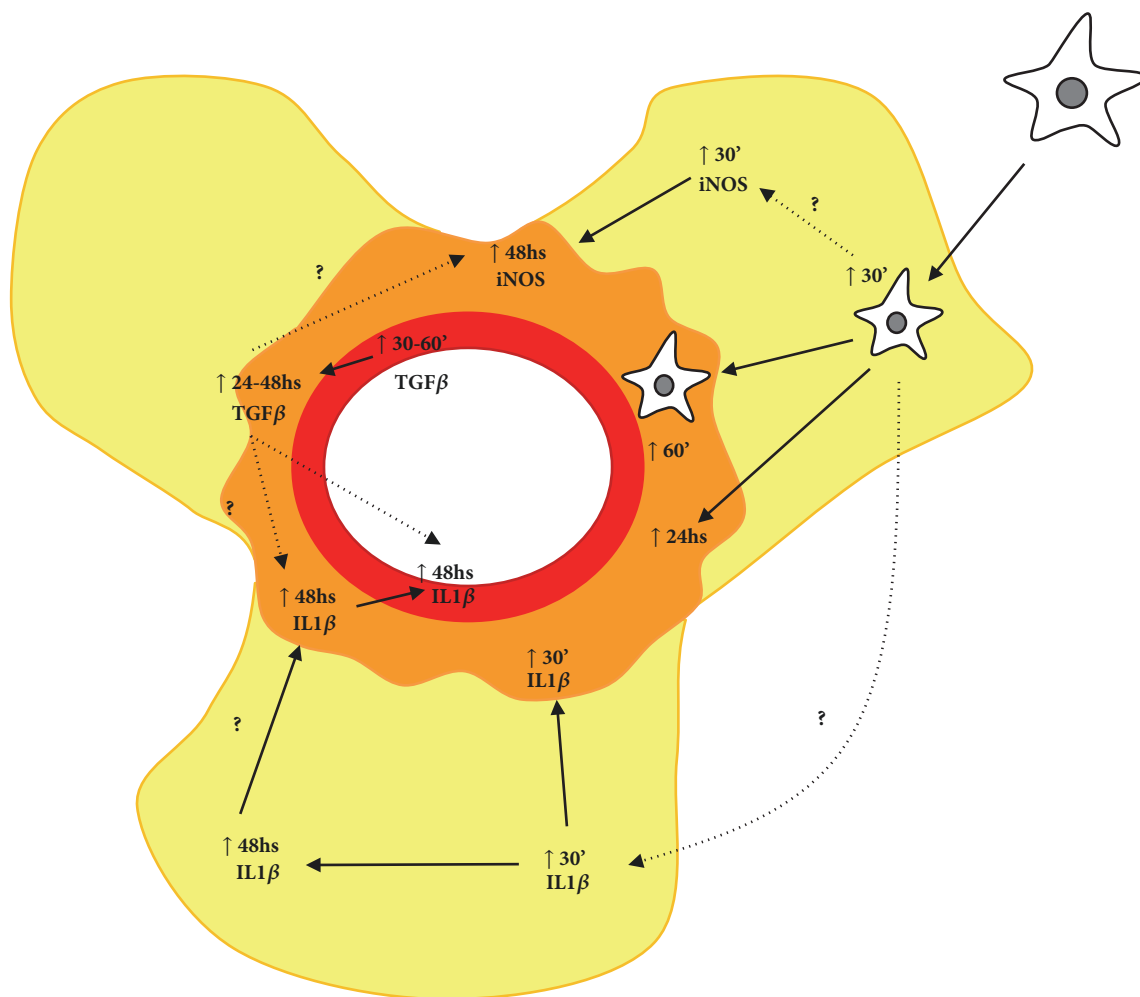 ↑ 30’
iNOS
?
↑ 48hs
iNOS
?
↑ 30’
↑ 30-60’
TGFβ
↑ 24-48hs
TGFβ
↑ 60’
?
↑ 24hs
↑ 48hs
IL1β
↑ 48hs
IL1β
↑ 30’
IL1β
?
?
↑ 48hs
IL1β
↑ 30’
IL1β